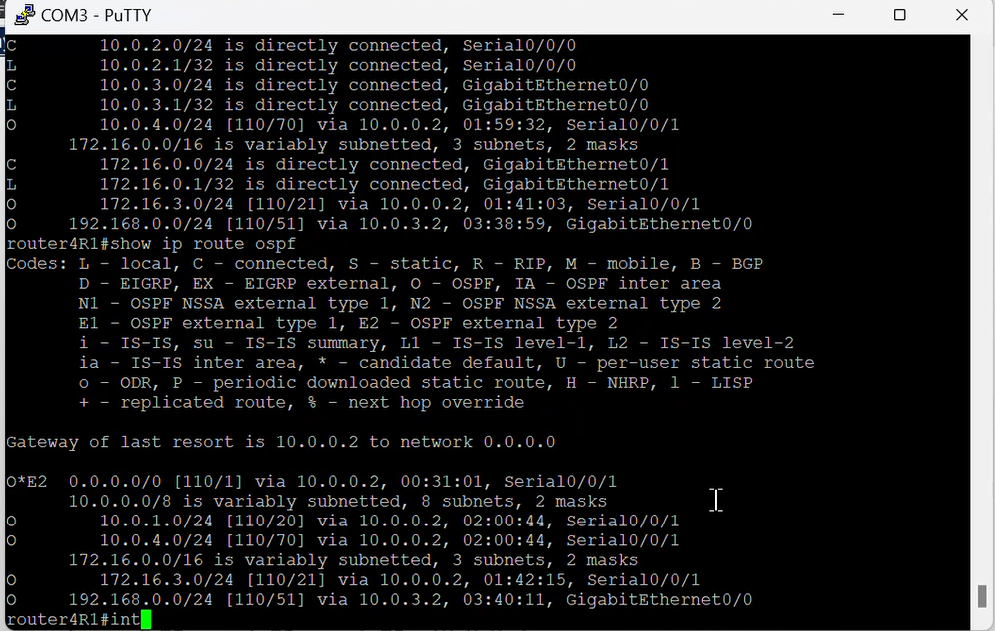 COM3 - PuTTY
C        10.0.2.0/24 is directly connected, Serial0/0/0
L        10.0.2.1/32 is directly connected, Serial0/0/0
C        10.0.3.0/24 is directly connected, GigabitEthernet0/0
L        10.0.3.1/32 is directly connected, GigabitEthernet0/0
O        10.0.4.0/24 [110/70] via 10.0.0.2, 01:59:32, Serial0/0/1
      172.16.0.0/16 is variably subnetted, 3 subnets, 2 masks
C        172.16.0.0/24 is directly connected, GigabitEthernet0/1
L        172.16.0.1/32 is directly connected, GigabitEthernet0/1
O        172.16.3.0/24 [110/21] via 10.0.0.2, 01:41:03, Serial0/0/1
O     192.168.0.0/24 [110/51] via 10.0.3.2, 03:38:59, GigabitEthernet0/0
router4R1#show ip route ospf
Codes: L - local, C - connected, S - static, R - RIP, M - mobile, B - BGP
       D - EIGRP, EX - EIGRP external, O - OSPF, IA - OSPF inter area
       N1 - OSPF NSSA external type 1, N2 - OSPF NSSA external type 2
       E1 - OSPF external type 1, E2 - OSPF external type 2
       i - IS-IS, su - IS-IS summary, L1 - IS-IS level-1, L2 - IS-IS level-2
       ia - IS-IS inter area, * - candidate default, U - per-user static route
       o - ODR, P - periodic downloaded static route, H - NHRP, l - LISP
       + - replicated route, % - next hop override
Gateway of last resort is 10.0.0.2 to network 0.0.0.0
O*E2  0.0.0.0/0 [110/1] via 10.0.0.2, 00:31:01, Serial0/0/1
      10.0.0.0/8 is variably subnetted, 8 subnets, 2 masks
O        10.0.1.0/24 [110/20] via 10.0.0.2, 02:00:44, Serial0/0/1
O        10.0.4.0/24 [110/70] via 10.0.0.2, 02:00:44, Serial0/0/1
      172.16.0.0/16 is variably subnetted, 3 subnets, 2 masks
O        172.16.3.0/24 [110/21] via 10.0.0.2, 01:42:15, Serial0/0/1
O     192.168.0.0/24 [110/51] via 10.0.3.2, 03:40:11, GigabitEthernet0/0
router4R1#int